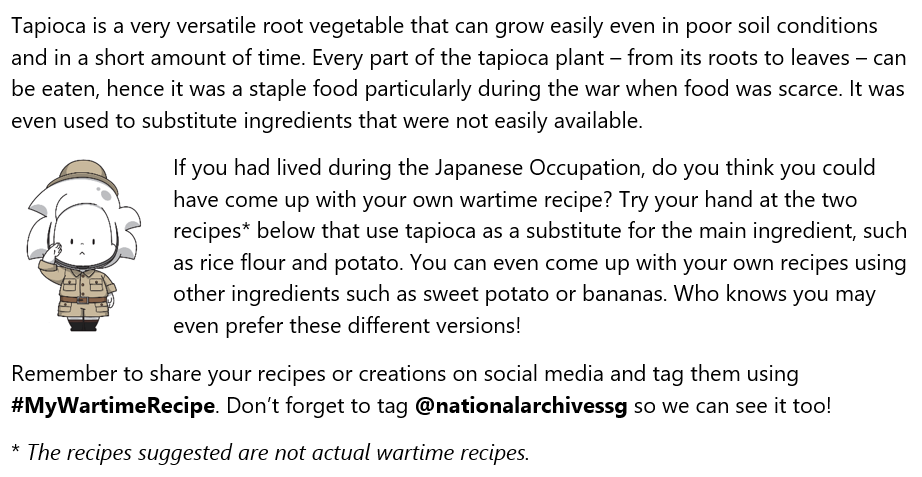 Tapioca is a very versatile root vegetable that can grow easily even in poor soil conditions
and in a short amount of time. Every part of the tapioca plant – from its roots to leaves – can
be eaten, hence it was a staple food particularly during the war when food was scarce. It was
even used to substitute ingredients that were not easily available.
If you had lived during the Japanese Occupation, do you think you could
have come up with your own wartime recipe? Try your hand at the two
recipes* below that use tapioca as a substitute for the main ingredient, such
as rice flour and potato. You can even come up with your own recipes using
other ingredients such as sweet potato or bananas. Who knows you may
even prefer these different versions!
Remember to share your recipes or creations on social media and tag them using
#MyWartimeRecipe. Don’t forget to tag @nationalarchivessg so we can see it too!
* The recipes suggested are not actual wartime recipes.